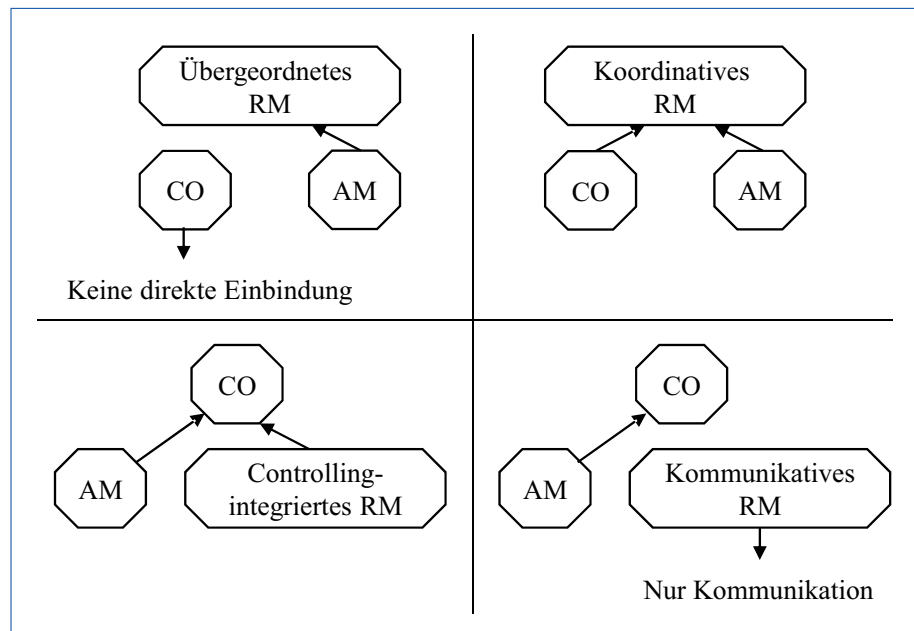 Übergeordnetes
RM
CO
AM
Keine direkte Einbindung
Koordinatives
RM
CO
AM
CO
AM
Controlling-
integriertes RM
CO
AM
Kommunikatives
RM
Nur Kommunikation